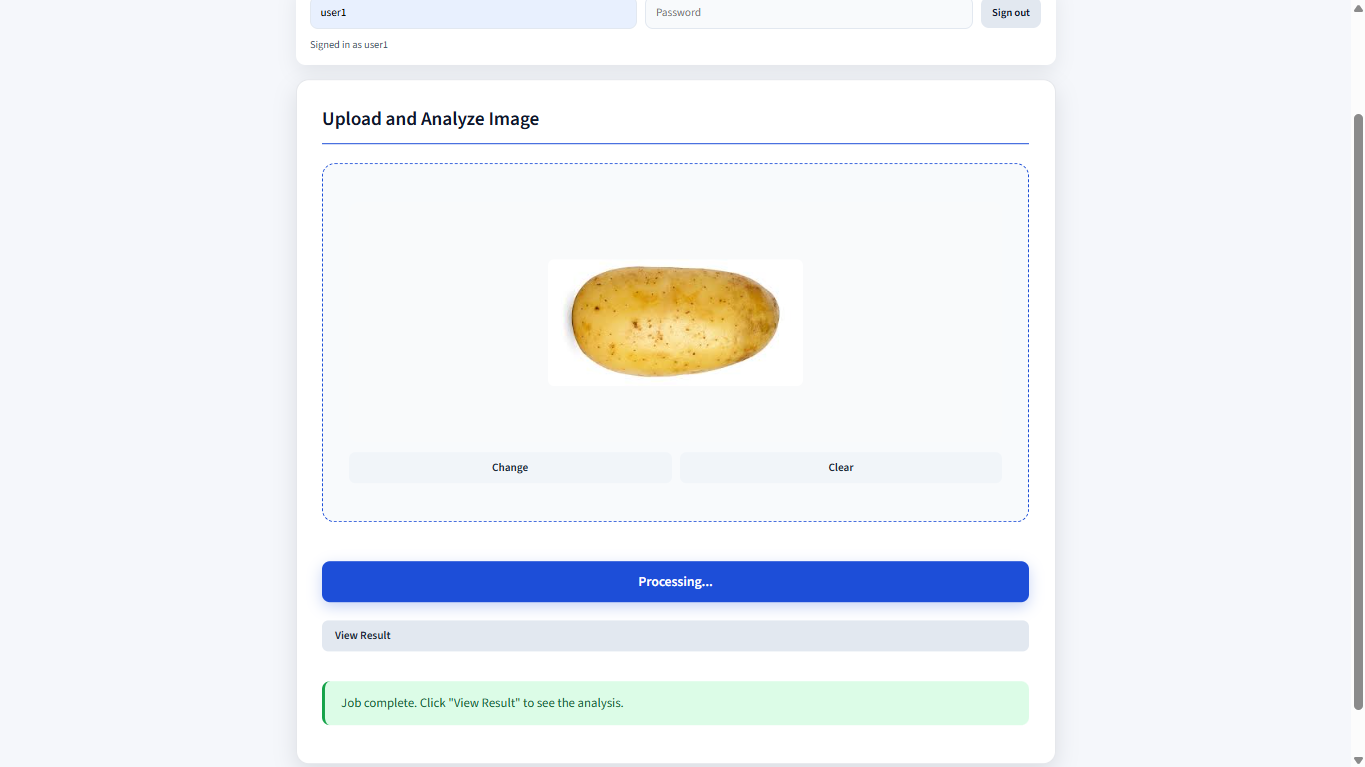 user1
Password
Sign out
Signed in as user1
Upload and Analyze Image
Change
Clear
Processing...
View Result
Job complete. Click "View Result" to see the analysis.